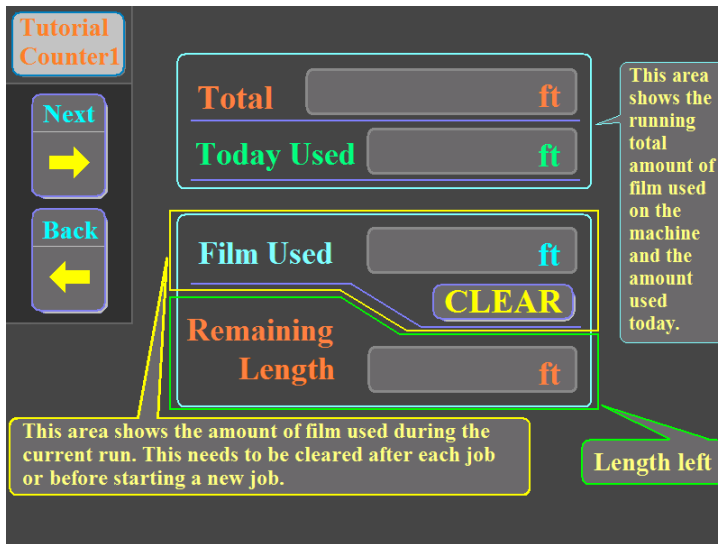 Tutorial
Counter1
Next
Back
Total
ft
Today Used
ft
This area
shows the
running
total
amount of
film used
on the
machine
and the
amount
used
today.
Film Used
ft
CLEAR
Remaining
Length
ft
This area shows the amount of film used during the
current run. This needs to be cleared after each job
or before starting a new job.
Length left